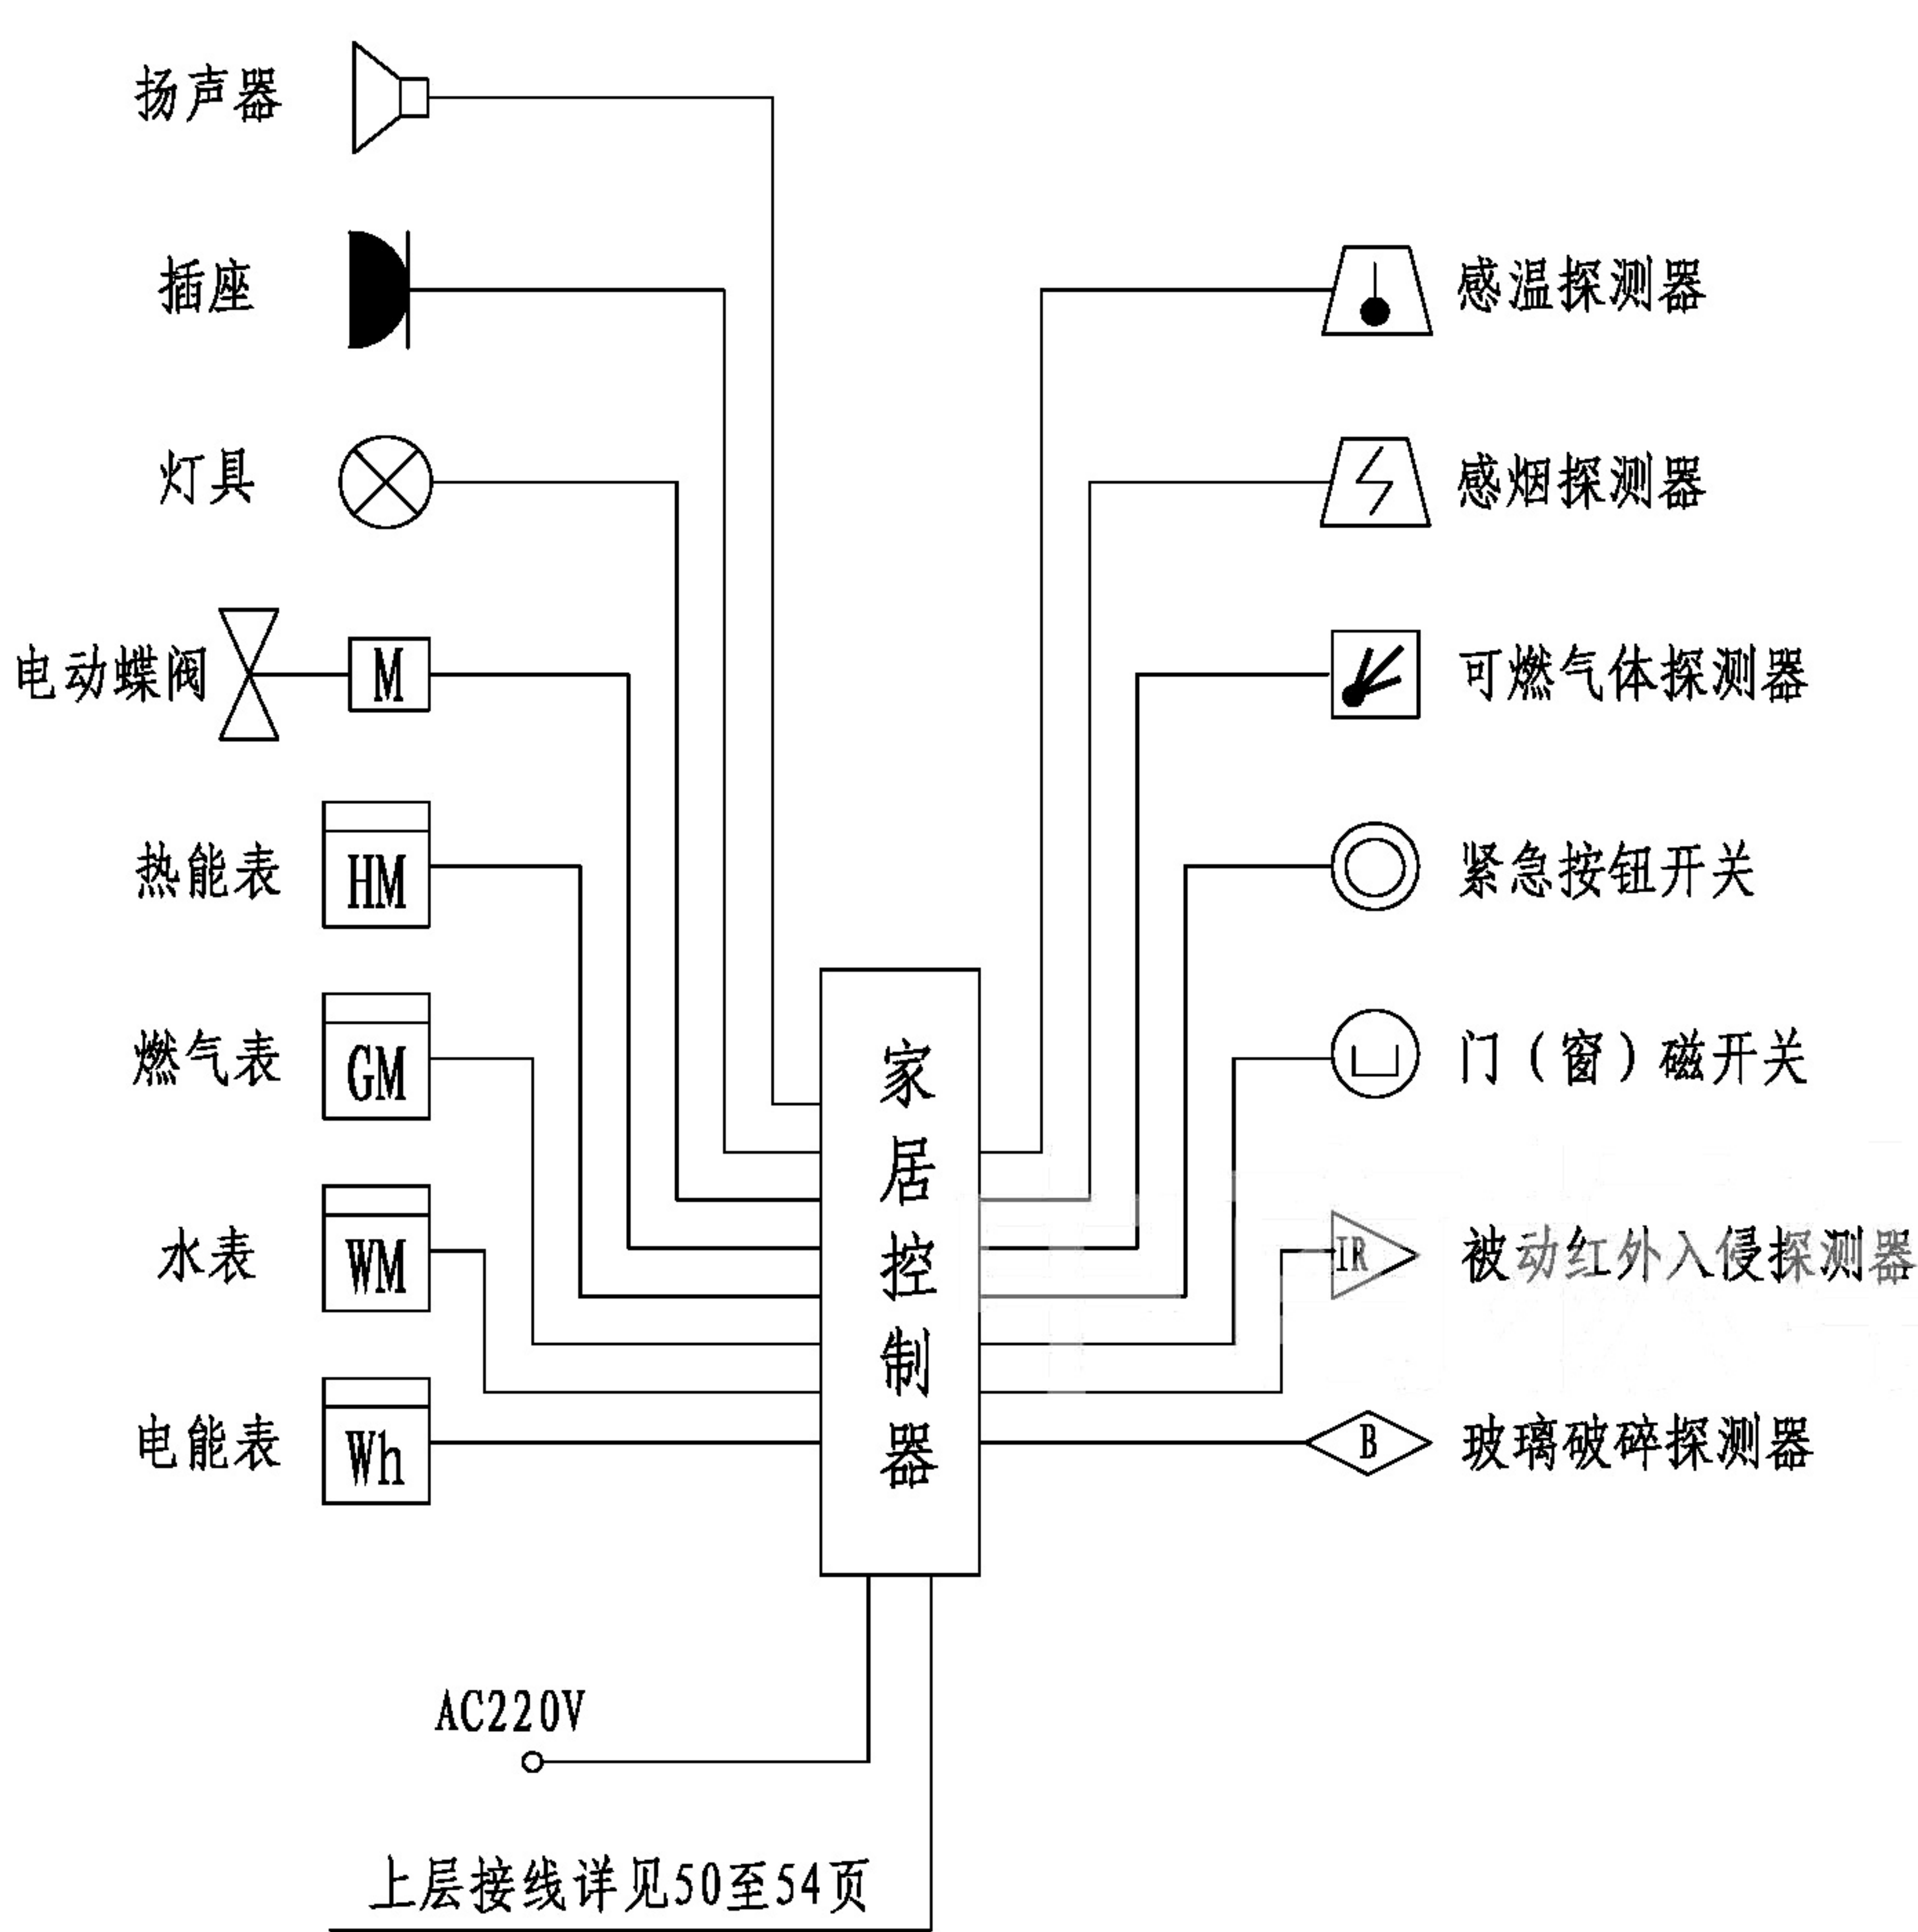 扬声器
插座
感温探测器
灯具
感烟探测器
电动蝶阀
M
可燃气体探测器
热能表
HM
紧急按钮开关
燃气表
GM
门（窗）磁开关
家居控制器
水表
WM
IR
被动红外入侵探测器
电能表
Wh
B
玻璃破碎探测器
AC220V
上层接线详见50至54页